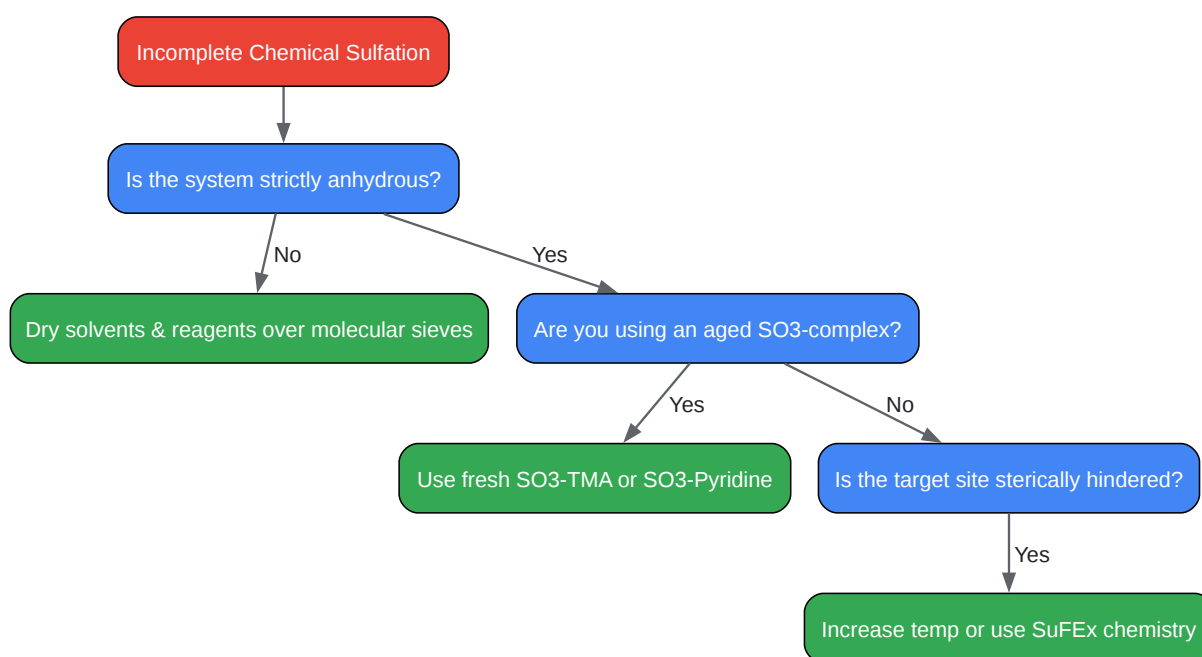 Incomplete Chemical Sulfation
Is the system strictly anhydrous?
No
Yes
Dry solvents & reagents over molecular sieves
Are you using an aged SO3-complex?
Yes
No
Use fresh SO3-TMA or SO3-Pyridine
Is the target site sterically hindered?
Yes
Increase temp or use SuFEx chemistry